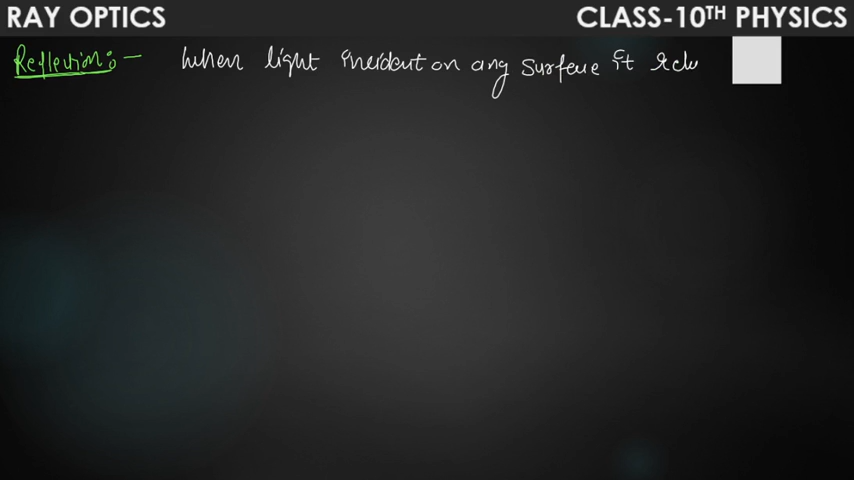 RAY OPTICS
CLASS-10TH PHYSICS
Reflection:- When light incident on any surface it